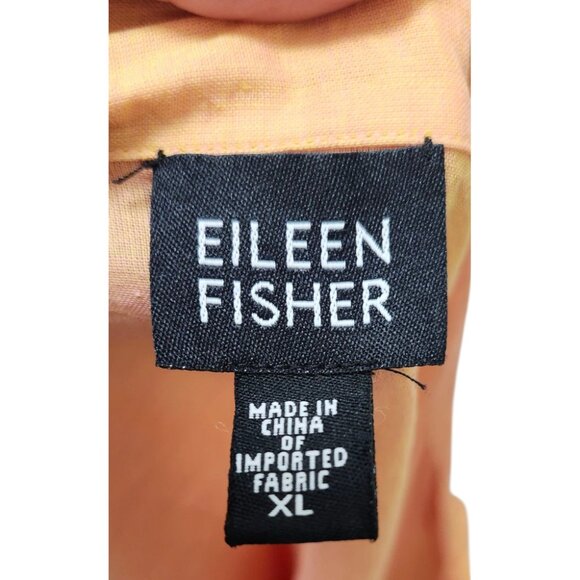 EILEEN
FISHER
MADE IN
CHINA
OF
IMPORTED
FABRIC
XL